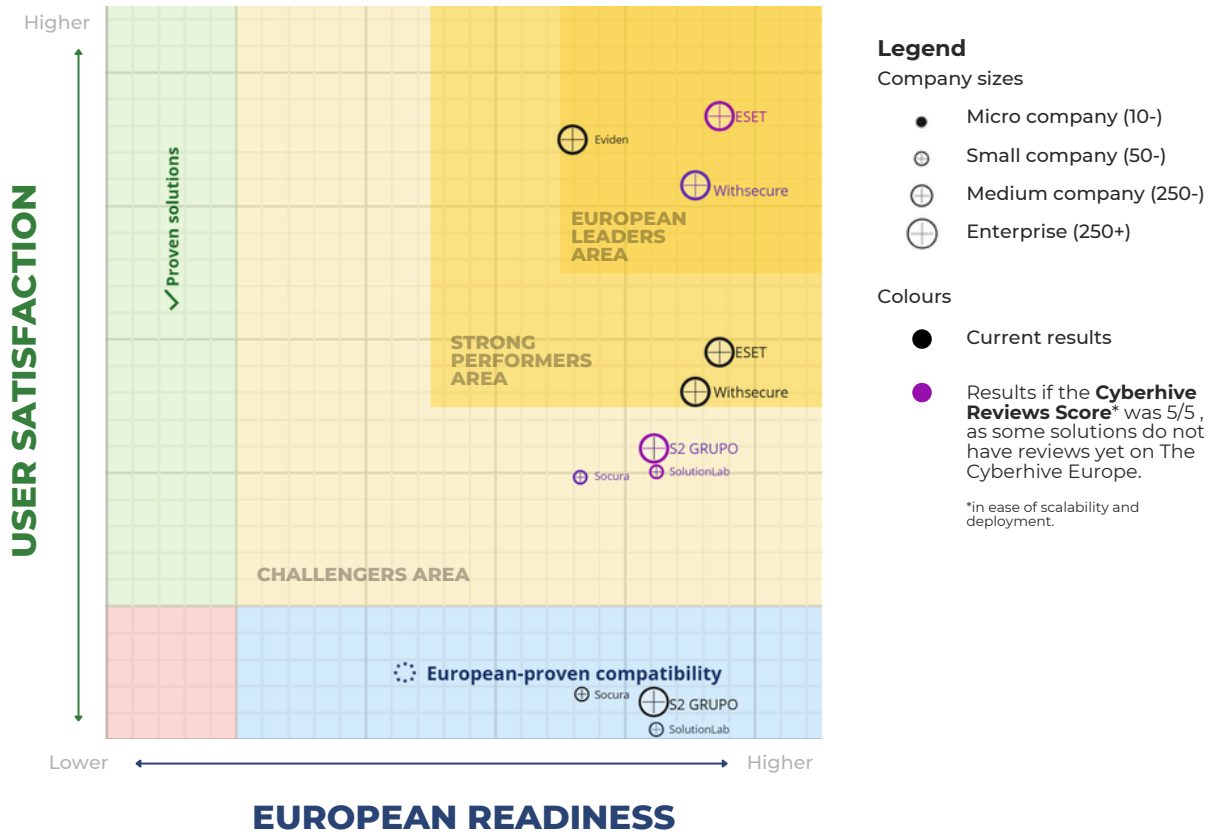 Higher
USER SATISFACTION
Proven solutions
ESET
Eviden
Withsecure
EUROPEAN
LEADERS
AREA
STRONG
PERFORMERS
AREA
ESET
Withsecure
S2 GRUPO
SolutionLab
Socura
CHALLENGERS AREA
European-proven compatibility
Socura
S2 GRUPO
SolutionLab
Lower
Higher
EUROPEAN READINESS
Legend
Company sizes
Micro company (10-)
Small company (50-)
Medium company (250-)
Enterprise (250+)
Colours
Current results
Results if the Cyberhive
Reviews Score* was 5/5 ,
as some solutions do not
have reviews yet on The
Cyberhive Europe.
*in ease of scalability and
deployment.